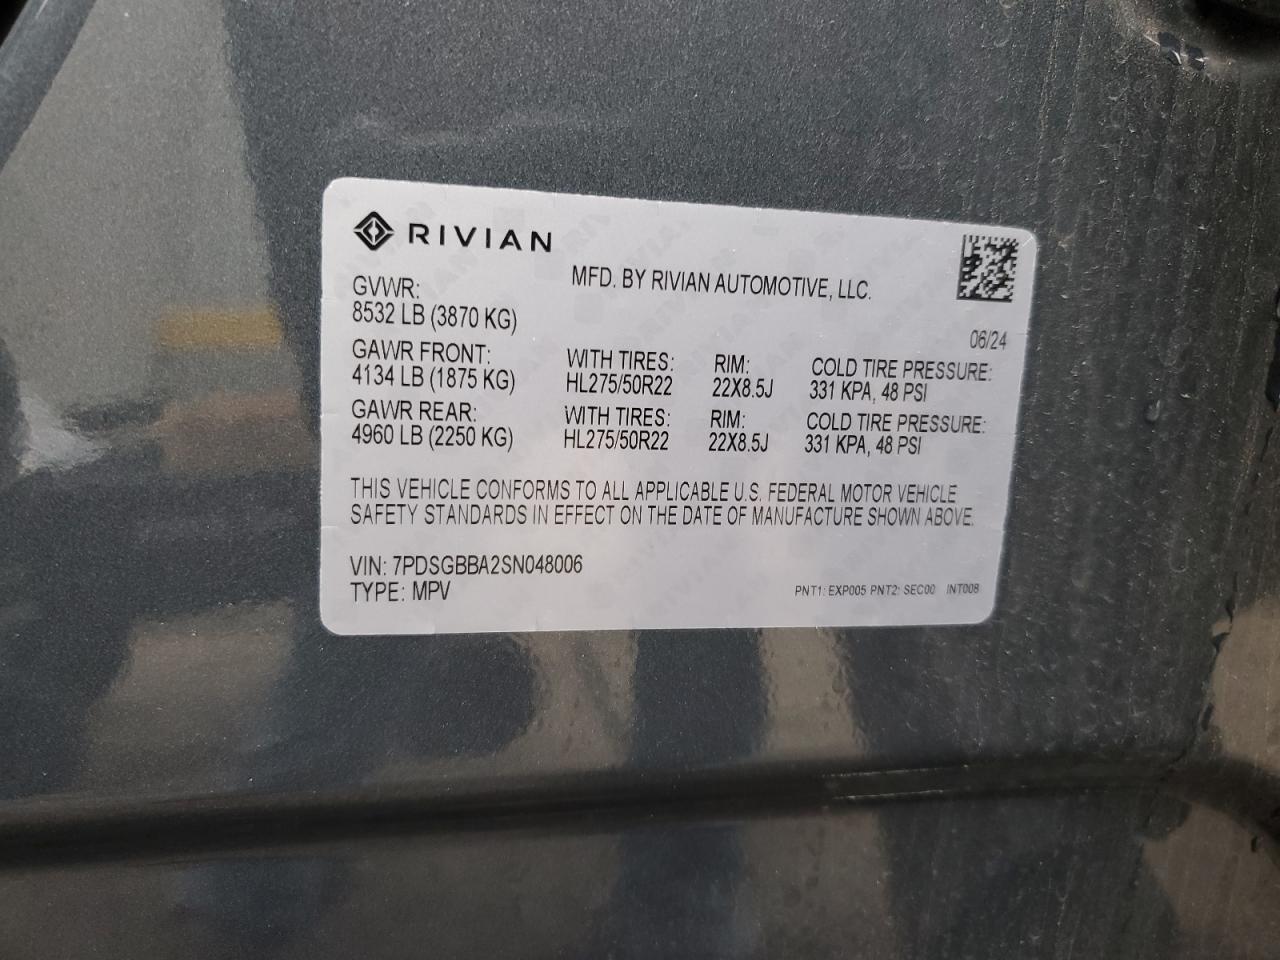 RIVIAN
MFD. BY RIVIAN AUTOMOTIVE, LLC.
GVWR:
8532 LB (3870 KG)
06/24
GAWR FRONT: WITH TIRES: RIM: COLD TIRE PRESSURE:
4134 LB (1875 KG) HL275/50R22 22X8.5J 331 KPA, 48 PSI
GAWR REAR: WITH TIRES: RIM: COLD TIRE PRESSURE:
4960 LB (2250 KG) HL275/50R22 22X8.5J 331 KPA, 48 PSI
THIS VEHICLE CONFORMS TO ALL APPLICABLE U.S. FEDERAL MOTOR VEHICLE
SAFETY STANDARDS IN EFFECT ON THE DATE OF MANUFACTURE SHOWN ABOVE.
VIN: 7PDSGBBA2SN048006
TYPE: MPV
PNT1: EXP005 PNT2: SEC00 INT008